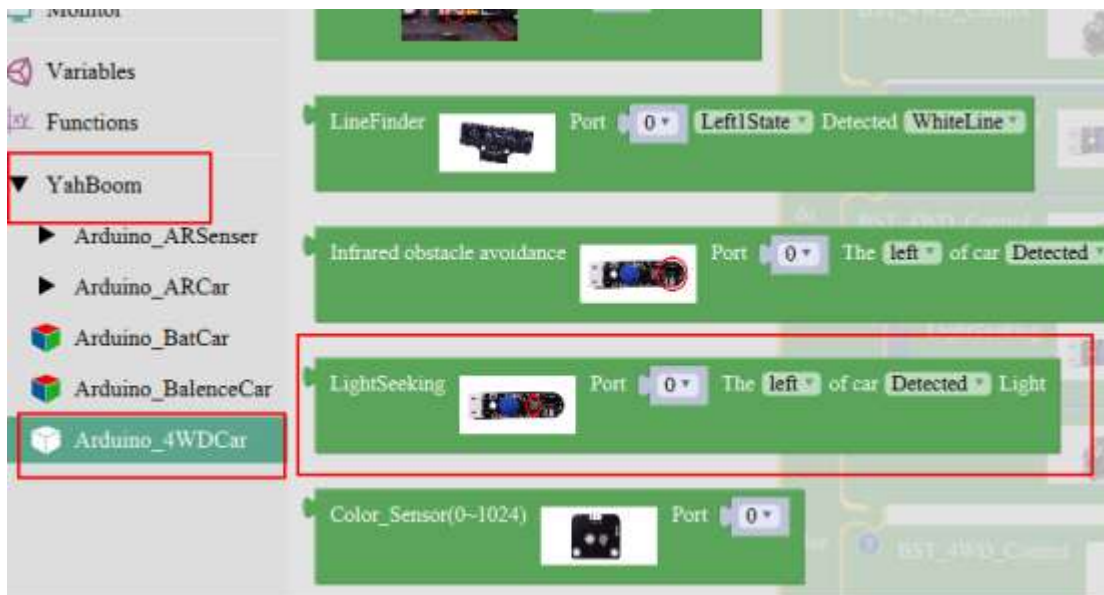 Monitor
Variables
Functions
YahBoom
Arduino_ARSenser
Arduino_ARCar
Arduino_BatCar
Arduino_BalenceCar
Arduino_4WDCar
LineFinder Port 0 Left1State Detected WhiteLine
Infrared obstacle avoidance Port 0 The left of car Detected
LightSeeking Port 0 The left of car Detected Light
Color_Sensor(0~1024) Port 0
BST_4WD_Control